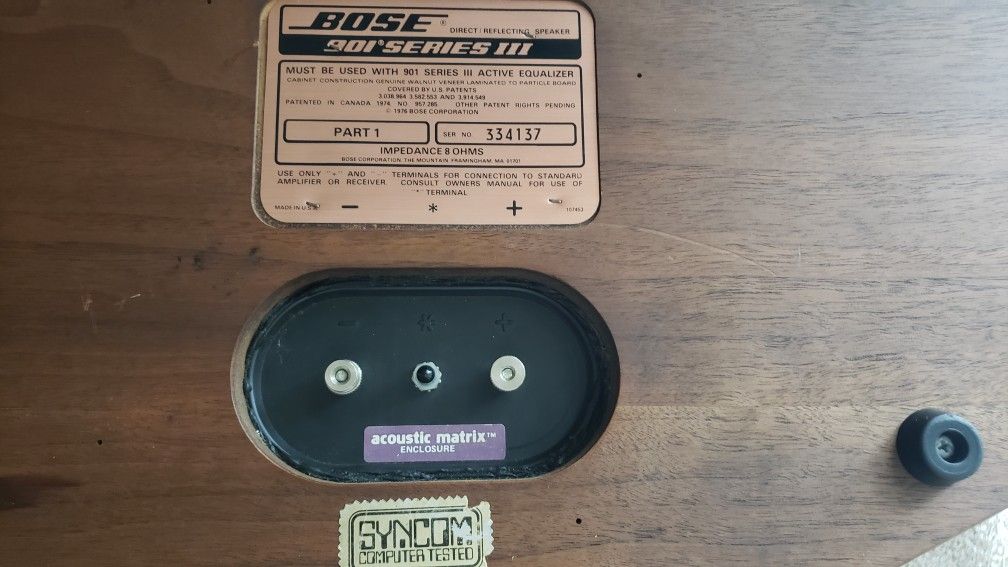 BOSE® DIRECT / REFLECTING SPEAKER
901® SERIES III
MUST BE USED WITH 901 SERIES III ACTIVE EQUALIZER
CABINET CONSTRUCTION GENUINE WALNUT VENEER LAMINATED TO PARTICLE BOARD
COVERED BY U.S. PATENTS
3,038,964 3,582,553 AND 3,914,549
PATENTED IN CANADA 1974 NO. 957,285 OTHER PATENT RIGHTS PENDING
© 1976 BOSE CORPORATION
PART 1
SER NO. 334137
IMPEDANCE 8 OHMS
BOSE CORPORATION, THE MOUNTAIN FRAMINGHAM, MA. 01701
USE ONLY "+" AND "-" TERMINALS FOR CONNECTION TO STANDARD
AMPLIFIER OR RECEIVER. CONSULT OWNERS MANUAL FOR USE OF
"*" TERMINAL
MADE IN U.S.A. − * + 107453
− * +
acoustic matrix™
ENCLOSURE
SYNCOM
COMPUTER TESTED